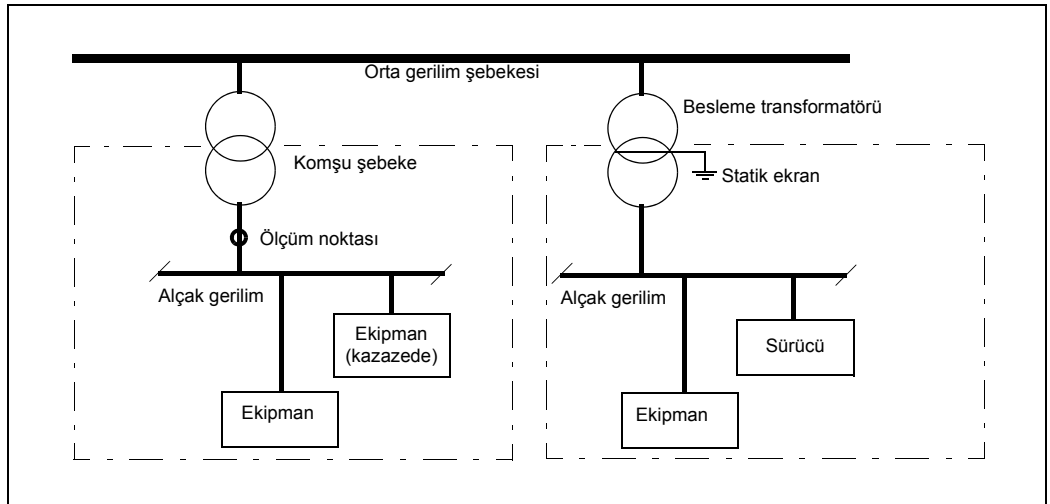 Orta gerilim şebekesi
Besleme transformatörü
Komşu şebeke
Statik ekran
Ölçüm noktası
Alçak gerilim
Alçak gerilim
Ekipman
(kazazede)
Sürücü
Ekipman
Ekipman